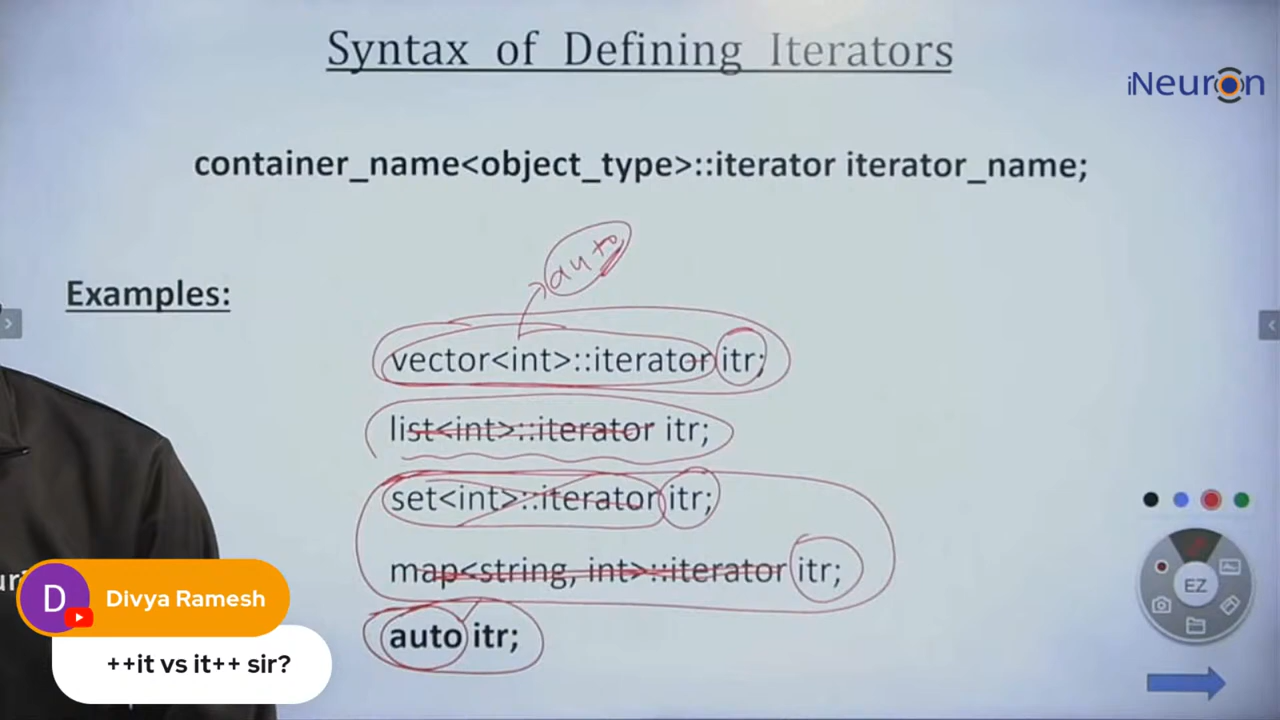 Syntax of Defining Iterators
iNeuron
container_name<object_type>::iterator iterator_name;
auto
Examples:
vector<int>::iterator itr;
list<int>::iterator itr;
set<int>::iterator itr;
map<string, int>::iterator itr;
auto itr;
EZ
D
Divya Ramesh
++it vs it++ sir?